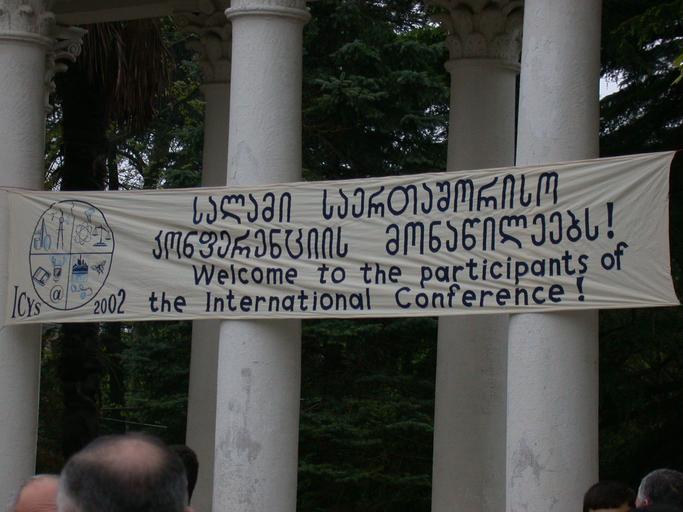 სალამი საერთაშორისო
კონფერენციის მონაწილეებს!
Welcome to the participants of
the International Conference!
ICYs @ 2002